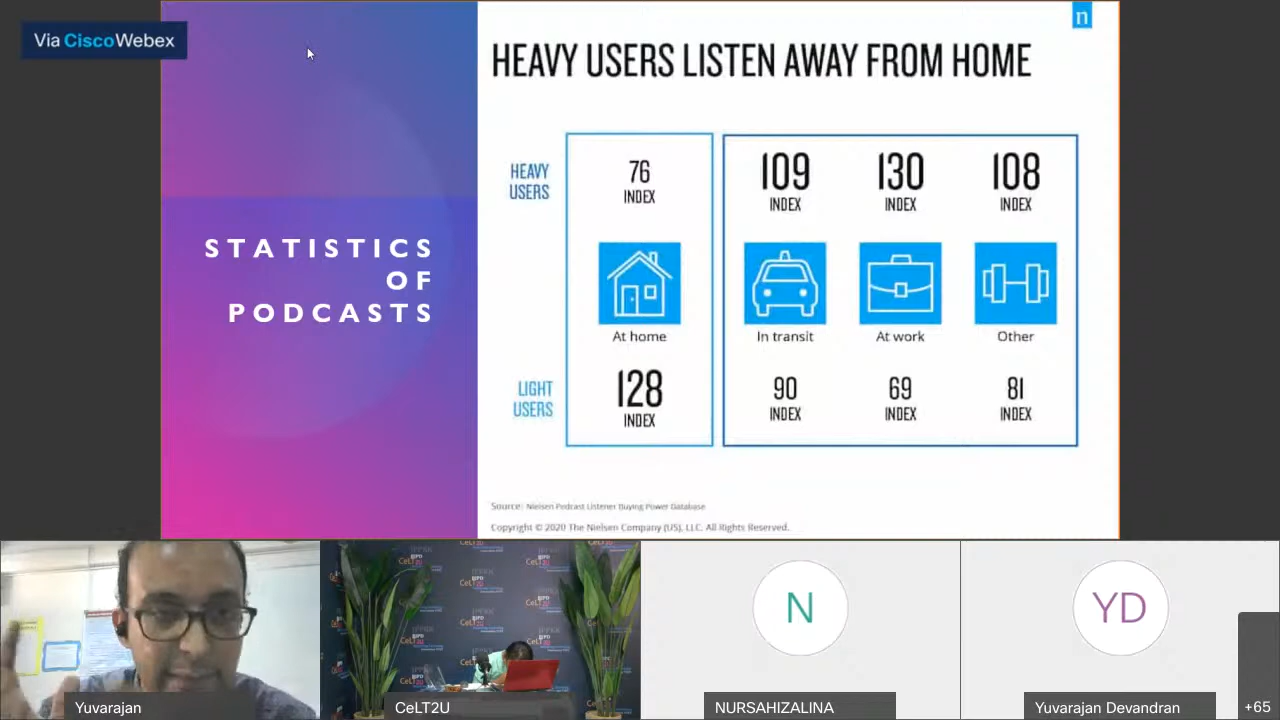 Via CiscoWebex
n
HEAVY USERS LISTEN AWAY FROM HOME
STATISTICS
OF
PODCASTS
HEAVY
USERS
76
INDEX
109
INDEX
130
INDEX
108
INDEX
At home
In transit
At work
Other
LIGHT
USERS
128
INDEX
90
INDEX
69
INDEX
81
INDEX
Source: Nielsen Podcast Listener Buying Power Database
Copyright © 2020 The Nielsen Company (US), LLC. All Rights Reserved.
IPPKK
CeLT2U
Yuvarajan
CeLT2U
N
NURSAHIZALINA
YD
Yuvarajan Devandran
+65